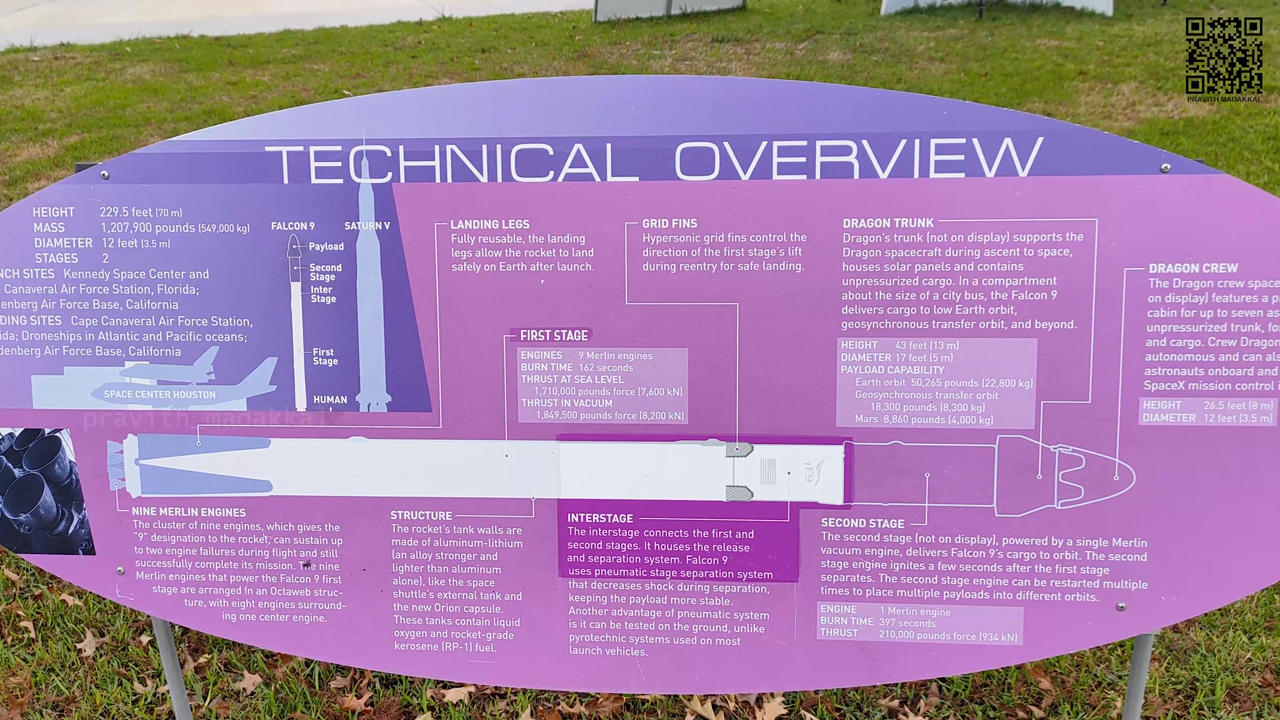 PRAVITH MADAKKAL
TECHNICAL OVERVIEW
HEIGHT 229.5 feet (70 m)
MASS 1,207,900 pounds (549,000 kg)
DIAMETER 12 feet (3.5 m)
STAGES 2
NCH SITES Kennedy Space Center and
Canaveral Air Force Station, Florida;
enberg Air Force Base, California
DING SITES Cape Canaveral Air Force Station,
ida; Droneships in Atlantic and Pacific oceans;
denberg Air Force Base, California
FALCON 9
SATURN V
Payload
Second
Stage
Inter
Stage
First
Stage
HUMAN
SPACE CENTER HOUSTON
pravith madakkal
LANDING LEGS
Fully reusable, the landing
legs allow the rocket to land
safely on Earth after launch.
GRID FINS
Hypersonic grid fins control the
direction of the first stage's lift
during reentry for safe landing.
DRAGON TRUNK
Dragon's trunk (not on display) supports the
Dragon spacecraft during ascent to space,
houses solar panels and contains
unpressurized cargo. In a compartment
about the size of a city bus, the Falcon 9
delivers cargo to low Earth orbit,
geosynchronous transfer orbit, and beyond.
HEIGHT 43 feet (13 m)
DIAMETER 17 feet (5 m)
PAYLOAD CAPABILITY
Earth orbit 50,265 pounds (22,800 kg)
Geosynchronous transfer orbit
18,300 pounds (8,300 kg)
Mars 8,860 pounds (4,000 kg)
DRAGON CREW
The Dragon crew space
on display) features a p
cabin for up to seven as
unpressurized trunk, fo
and cargo. Crew Dragon
autonomous and can als
astronauts onboard and
SpaceX mission control i
HEIGHT 26.5 feet (8 m)
DIAMETER 12 feet (3.5 m)
FIRST STAGE
ENGINES 9 Merlin engines
BURN TIME 162 seconds
THRUST AT SEA LEVEL
1,710,000 pounds force (7,600 kN)
THRUST IN VACUUM
1,849,500 pounds force (8,200 kN)
F9
NINE MERLIN ENGINES
The cluster of nine engines, which gives the
"9" designation to the rocket, can sustain up
to two engine failures during flight and still
successfully complete its mission. The nine
Merlin engines that power the Falcon 9 first
stage are arranged in an Octaweb struc-
ture, with eight engines surround-
ing one center engine.
STRUCTURE
The rocket's tank walls are
made of aluminum-lithium
(an alloy stronger and
lighter than aluminum
alone), like the space
shuttle's external tank and
the new Orion capsule.
These tanks contain liquid
oxygen and rocket-grade
kerosene (RP-1) fuel.
INTERSTAGE
The interstage connects the first and
second stages. It houses the release
and separation system. Falcon 9
uses pneumatic stage separation system
that decreases shock during separation,
keeping the payload more stable.
Another advantage of pneumatic system
is it can be tested on the ground, unlike
pyrotechnic systems used on most
launch vehicles.
SECOND STAGE
The second stage (not on display), powered by a single Merlin
vacuum engine, delivers Falcon 9's cargo to orbit. The second
stage engine ignites a few seconds after the first stage
separates. The second stage engine can be restarted multiple
times to place multiple payloads into different orbits.
ENGINE 1 Merlin engine
BURN TIME 397 seconds
THRUST 210,000 pounds force (934 kN)